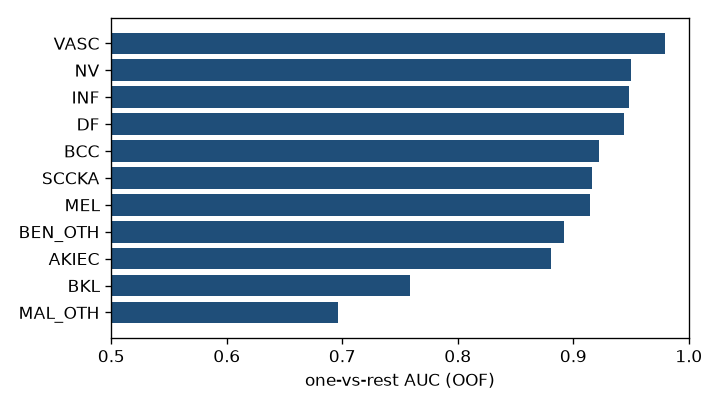 VASC
NV
INF
DF
BCC
SCCKA
MEL
BEN_OTH
AKIEC
BKL
MAL_OTH
0.5 0.6 0.7 0.8 0.9 1.0
one-vs-rest AUC (OOF)